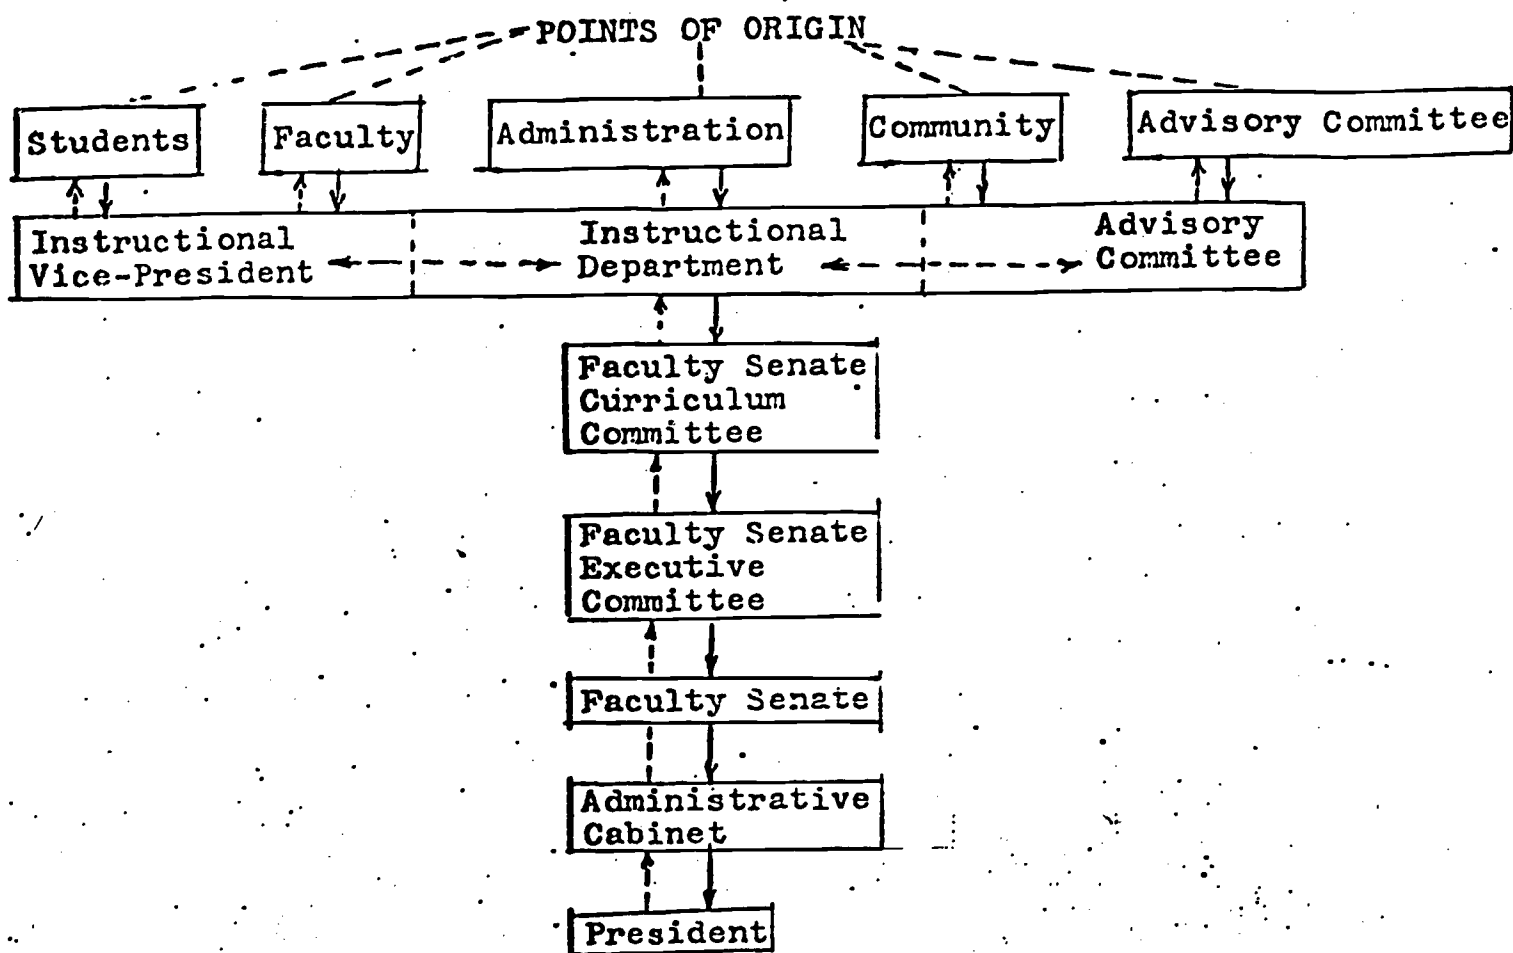 POINTS OF ORIGIN
Students
Faculty
Administration
Community
Advisory Committee
Instructional
Vice-President
Instructional
Department
Advisory
Committee
Faculty Senate
Curriculum
Committee
Faculty Senate
Executive
Committee
Faculty Senate
Administrative
Cabinet
President